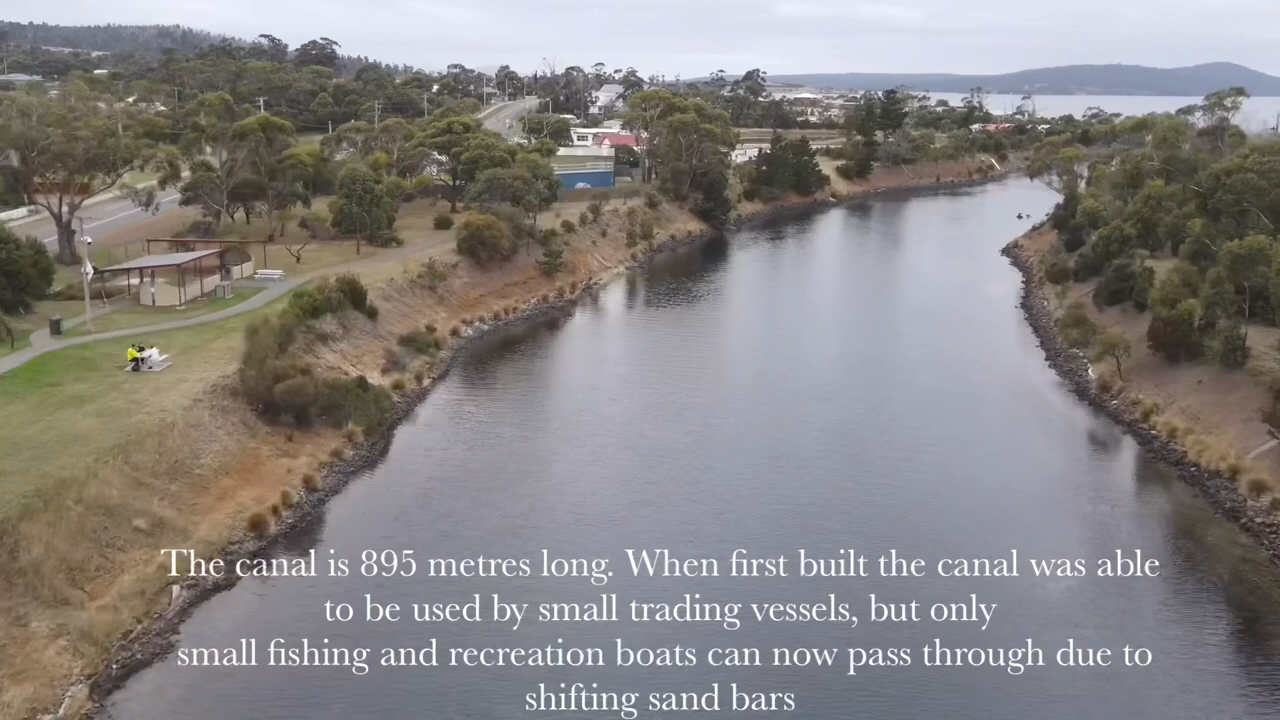 The canal is 895 metres long. When first built the canal was able
to be used by small trading vessels, but only
small fishing and recreation boats can now pass through due to
shifting sand bars